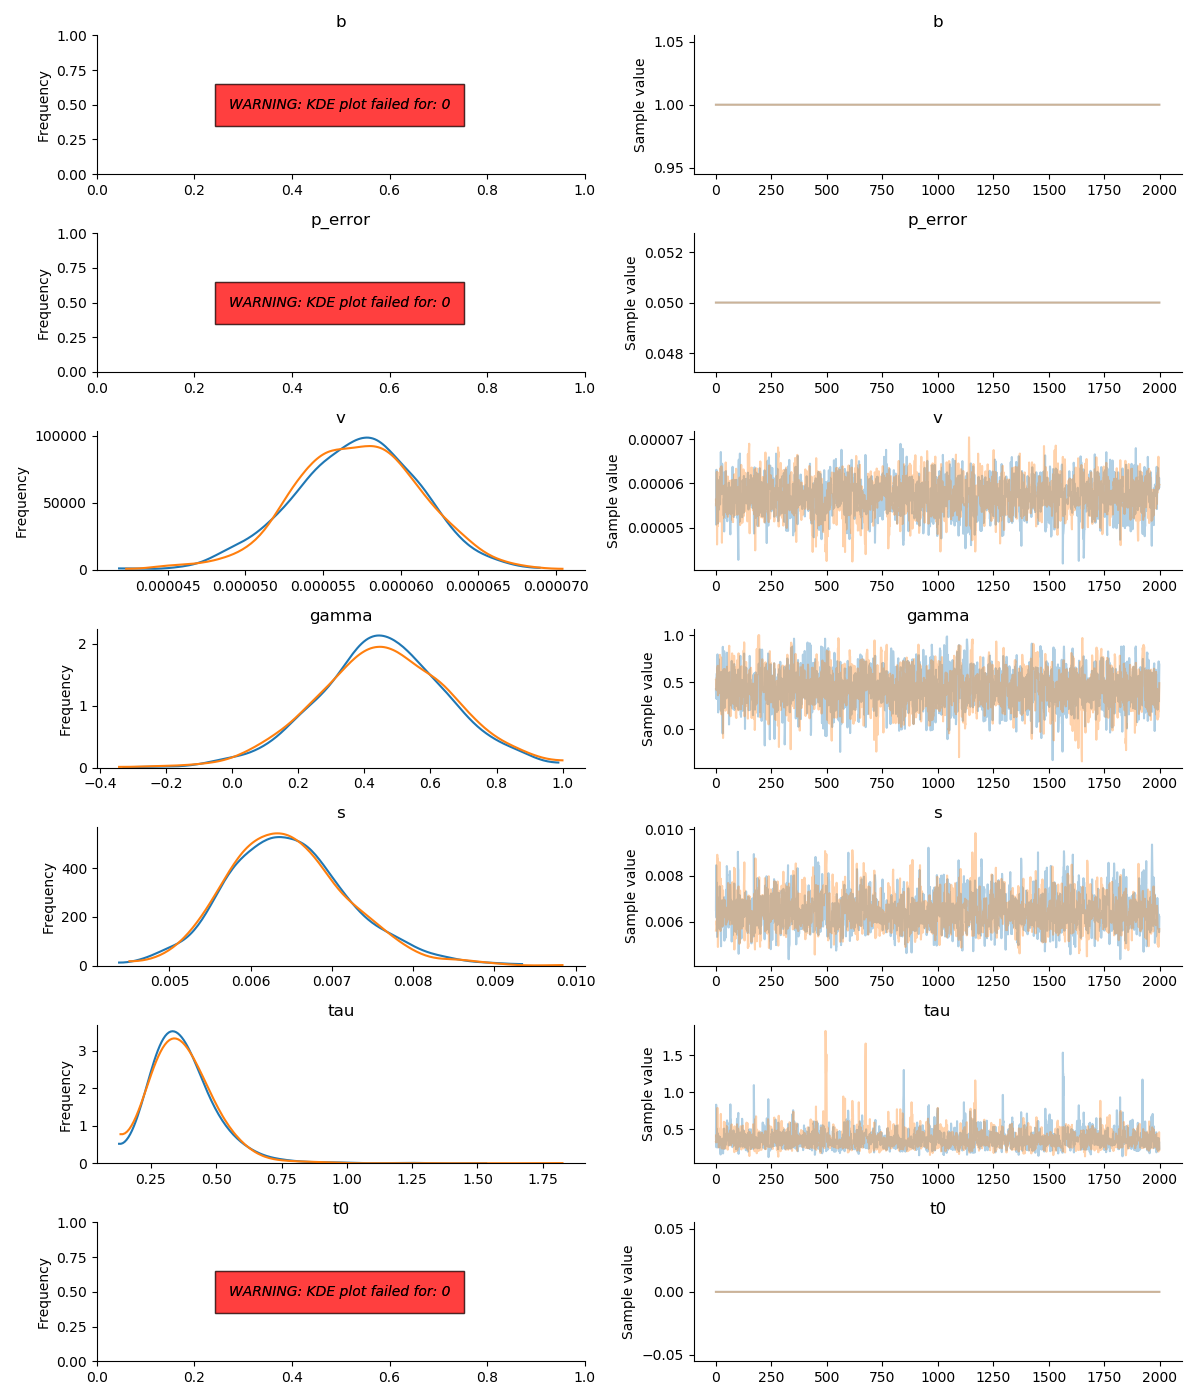 b
1.00
0.75
0.50
0.25
0.00
Frequency
WARNING: KDE plot failed for: 0
0.0 0.2 0.4 0.6 0.8 1.0
b
1.05
1.00
0.95
Sample value
0 250 500 750 1000 1250 1500 1750 2000
p_error
1.00
0.75
0.50
0.25
0.00
Frequency
WARNING: KDE plot failed for: 0
0.0 0.2 0.4 0.6 0.8 1.0
p_error
0.052
0.050
0.048
Sample value
0 250 500 750 1000 1250 1500 1750 2000
v
100000
50000
0
Frequency
0.000045 0.000050 0.000055 0.000060 0.000065 0.000070
v
0.00007
0.00006
0.00005
Sample value
0 250 500 750 1000 1250 1500 1750 2000
gamma
2
1
0
Frequency
−0.4 −0.2 0.0 0.2 0.4 0.6 0.8 1.0
gamma
1.0
0.5
0.0
Sample value
0 250 500 750 1000 1250 1500 1750 2000
s
400
200
0
Frequency
0.005 0.006 0.007 0.008 0.009 0.010
s
0.010
0.008
0.006
Sample value
0 250 500 750 1000 1250 1500 1750 2000
tau
3
2
1
0
Frequency
0.25 0.50 0.75 1.00 1.25 1.50 1.75
tau
1.5
1.0
0.5
Sample value
0 250 500 750 1000 1250 1500 1750 2000
t0
1.00
0.75
0.50
0.25
0.00
Frequency
WARNING: KDE plot failed for: 0
0.0 0.2 0.4 0.6 0.8 1.0
t0
0.05
0.00
−0.05
Sample value
0 250 500 750 1000 1250 1500 1750 2000